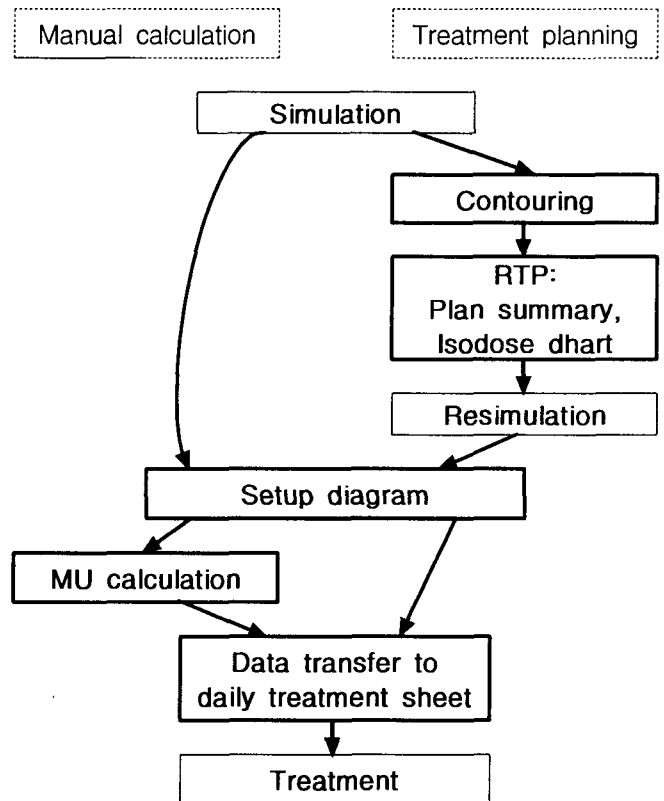 Manual calculation
Treatment planning
Simulation
Contouring
RTP:
Plan summary,
Isodose dhart
Resimulation
Setup diagram
MU calculation
Data transfer to
daily treatment sheet
Treatment